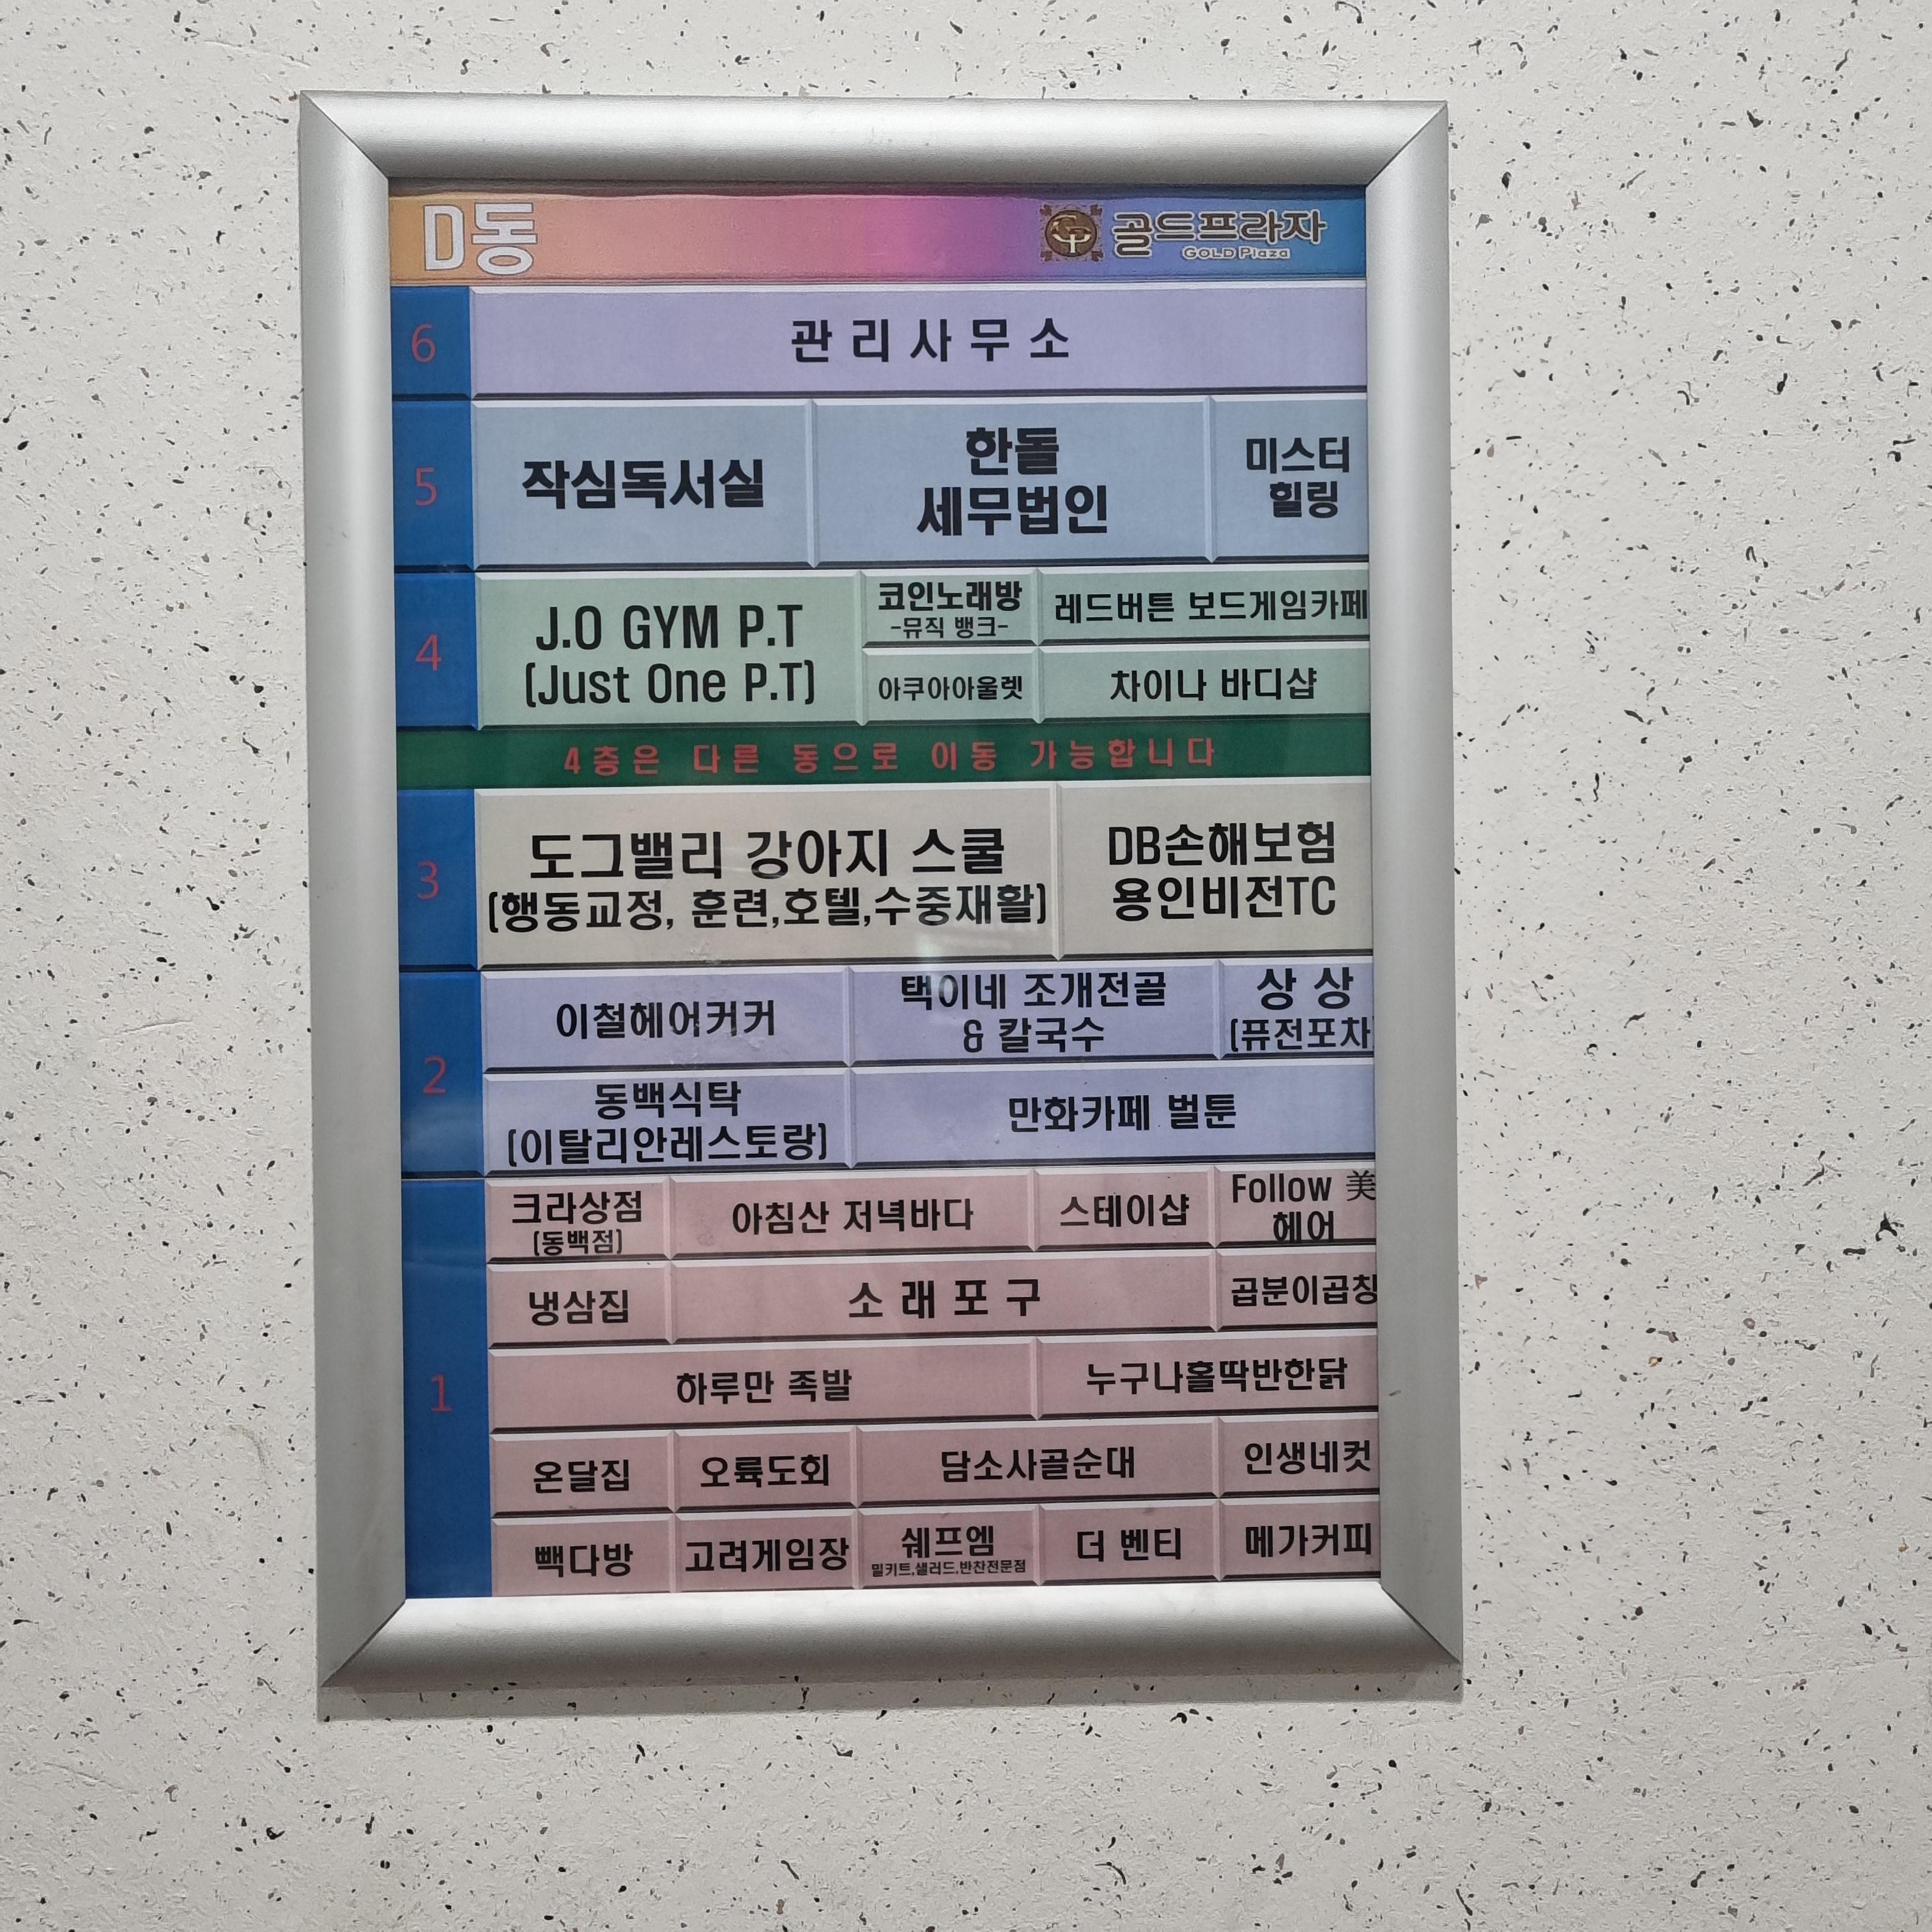 D동
골드프라자
GOLD Plaza
6
관리사무소
5
작심독서실
한돌
세무법인
미스터
힐링
4
J.O GYM P.T
(Just One P.T)
코인노래방
-뮤직 뱅크-
레드버튼 보드게임카페
아쿠아아울렛
차이나 바디샵
4층은 다른 동으로 이동 가능합니다
3
도그밸리 강아지 스쿨
(행동교정, 훈련,호텔,수중재활)
DB손해보험
용인비전TC
2
이철헤어커커
택이네 조개전골
& 칼국수
상상
(퓨전포차)
동백식탁
(이탈리안레스토랑)
만화카페 벌툰
1
크라상점
(동백점)
아침산 저녁바다
스테이샵
Follow 美
헤어
냉삼집
소래포구
곱분이곱창
하루만 족발
누구나홀딱반한닭
온달집
오륙도회
담소사골순대
인생네컷
빽다방
고려게임장
쉐프엠
밀키트,샐러드,반찬전문점
더 벤티
메가커피